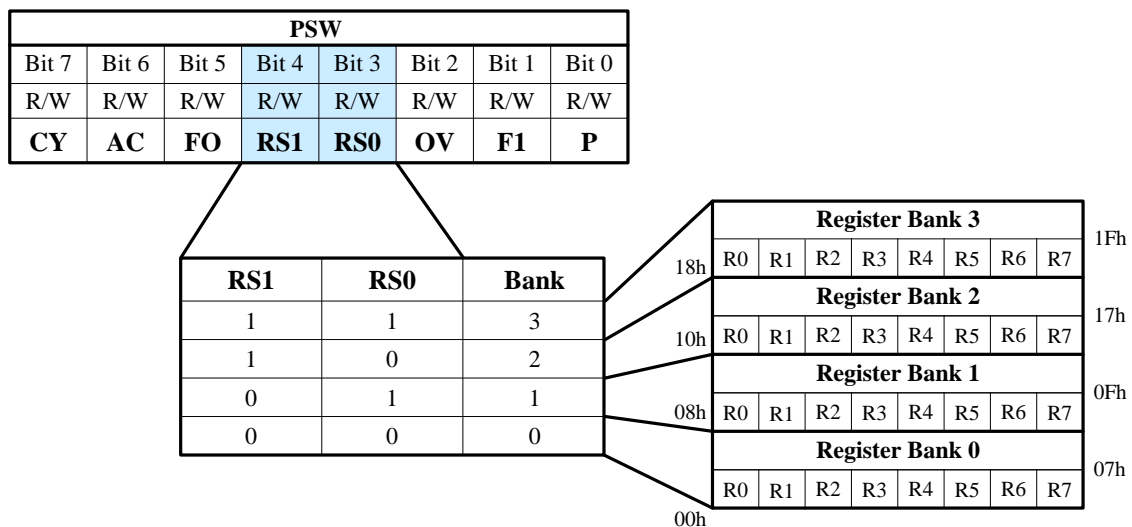 PSW
Bit 7 Bit 6 Bit 5 Bit 4 Bit 3 Bit 2 Bit 1 Bit 0
R/W R/W R/W R/W R/W R/W R/W R/W
CY AC FO RS1 RS0 OV F1 P
RS1 RS0 Bank
1 1 3
1 0 2
0 1 1
0 0 0
Register Bank 3
1Fh
18h R0 R1 R2 R3 R4 R5 R6 R7
Register Bank 2
17h
10h R0 R1 R2 R3 R4 R5 R6 R7
Register Bank 1
0Fh
08h R0 R1 R2 R3 R4 R5 R6 R7
Register Bank 0
07h
R0 R1 R2 R3 R4 R5 R6 R7
00h